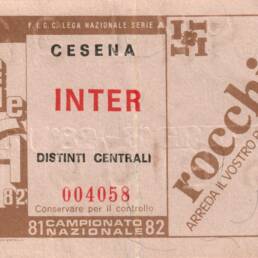 F.I.G.C. LEGA NAZIONALE SERIE A
CESENA
INTER
DISTINTI CENTRALI
004058
Conservare per il controllo
81 CAMPIONATO NAZIONALE 82
82
rocchi
ARREDA IL VOSTRO